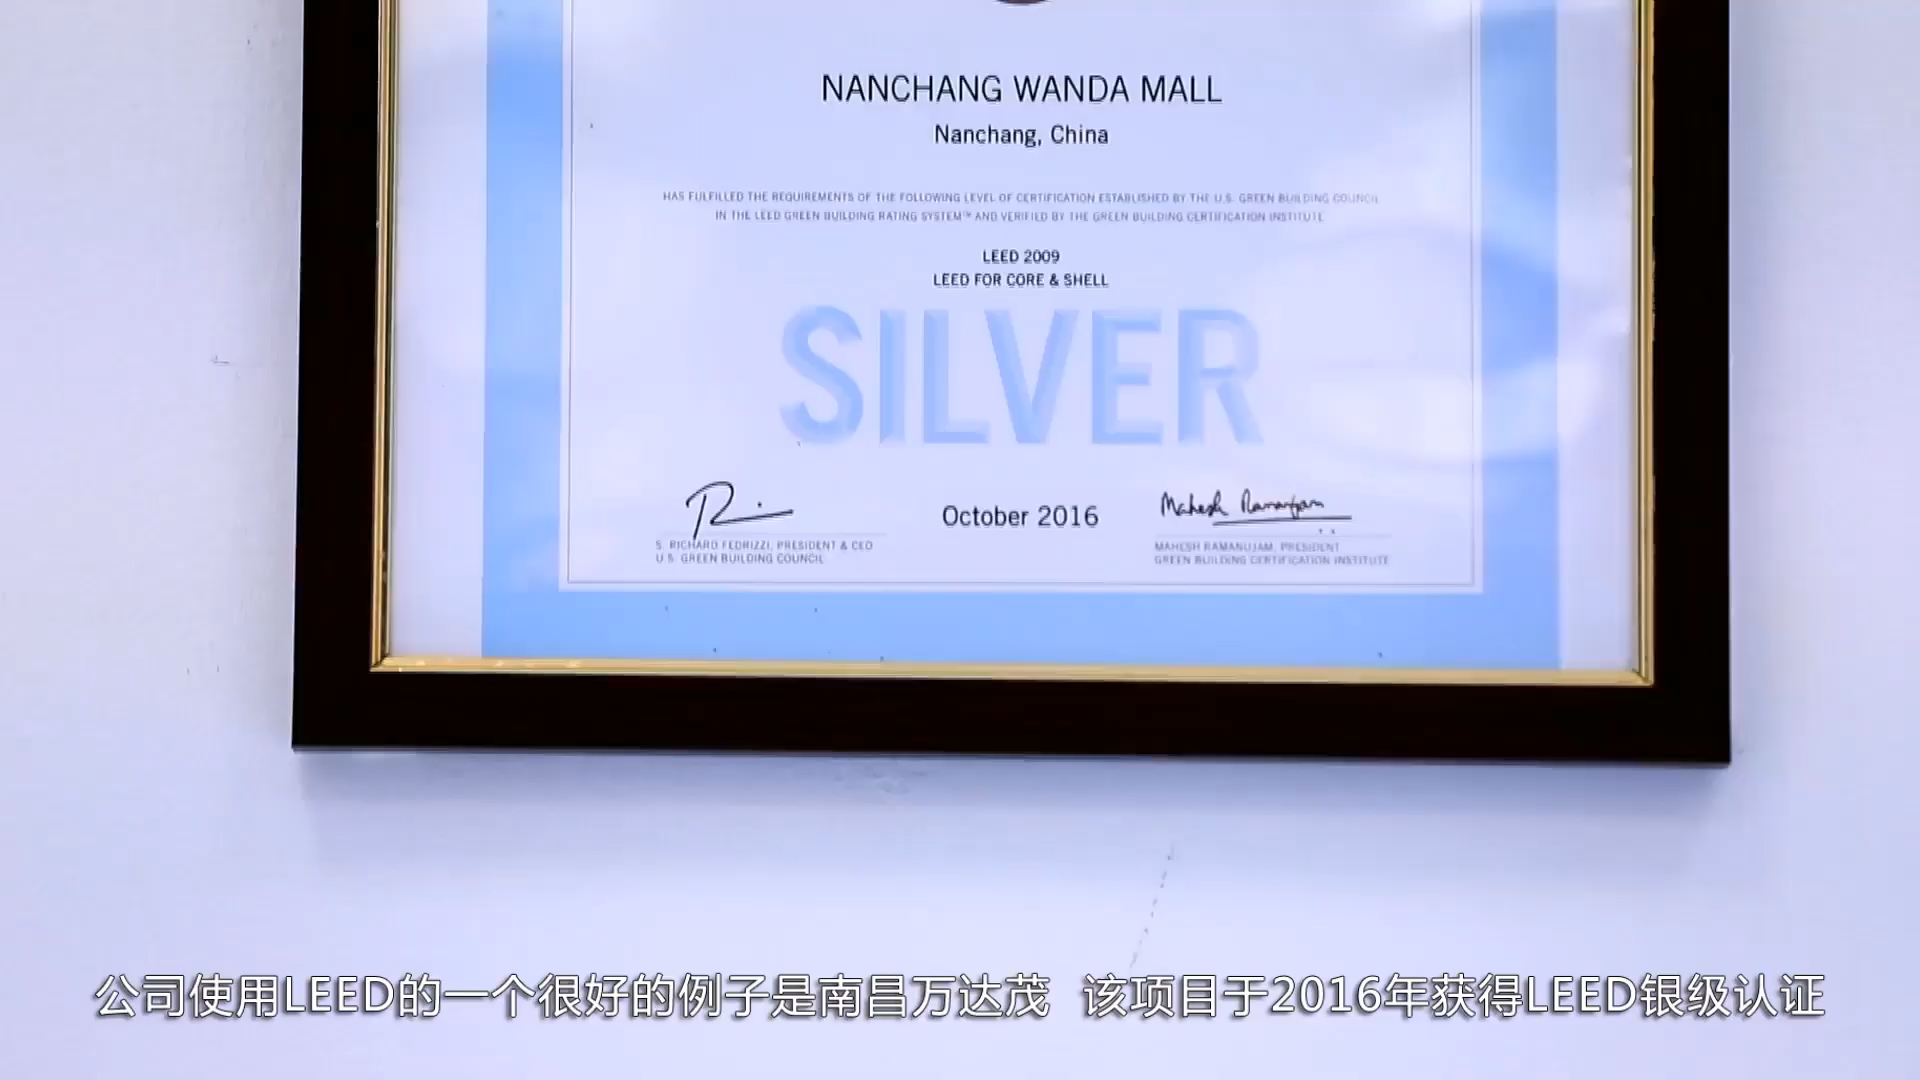 NANCHANG WANDA MALL
Nanchang, China
HAS FULFILLED THE REQUIREMENTS OF THE FOLLOWING LEVEL OF CERTIFICATION ESTABLISHED BY THE U.S. GREEN BUILDING COUNCIL
IN THE LEED GREEN BUILDING RATING SYSTEM™ AND VERIFIED BY THE GREEN BUILDING CERTIFICATION INSTITUTE
LEED 2009
LEED FOR CORE & SHELL
SILVER
Mahesh Ramanujam
October 2016
S. RICHARD FEDRIZZI, PRESIDENT & CEO
U.S. GREEN BUILDING COUNCIL
MAHESH RAMANUJAM, PRESIDENT
GREEN BUILDING CERTIFICATION INSTITUTE
公司使用LEED的一个很好的例子是南昌万达茂 该项目于2016年获得LEED银级认证